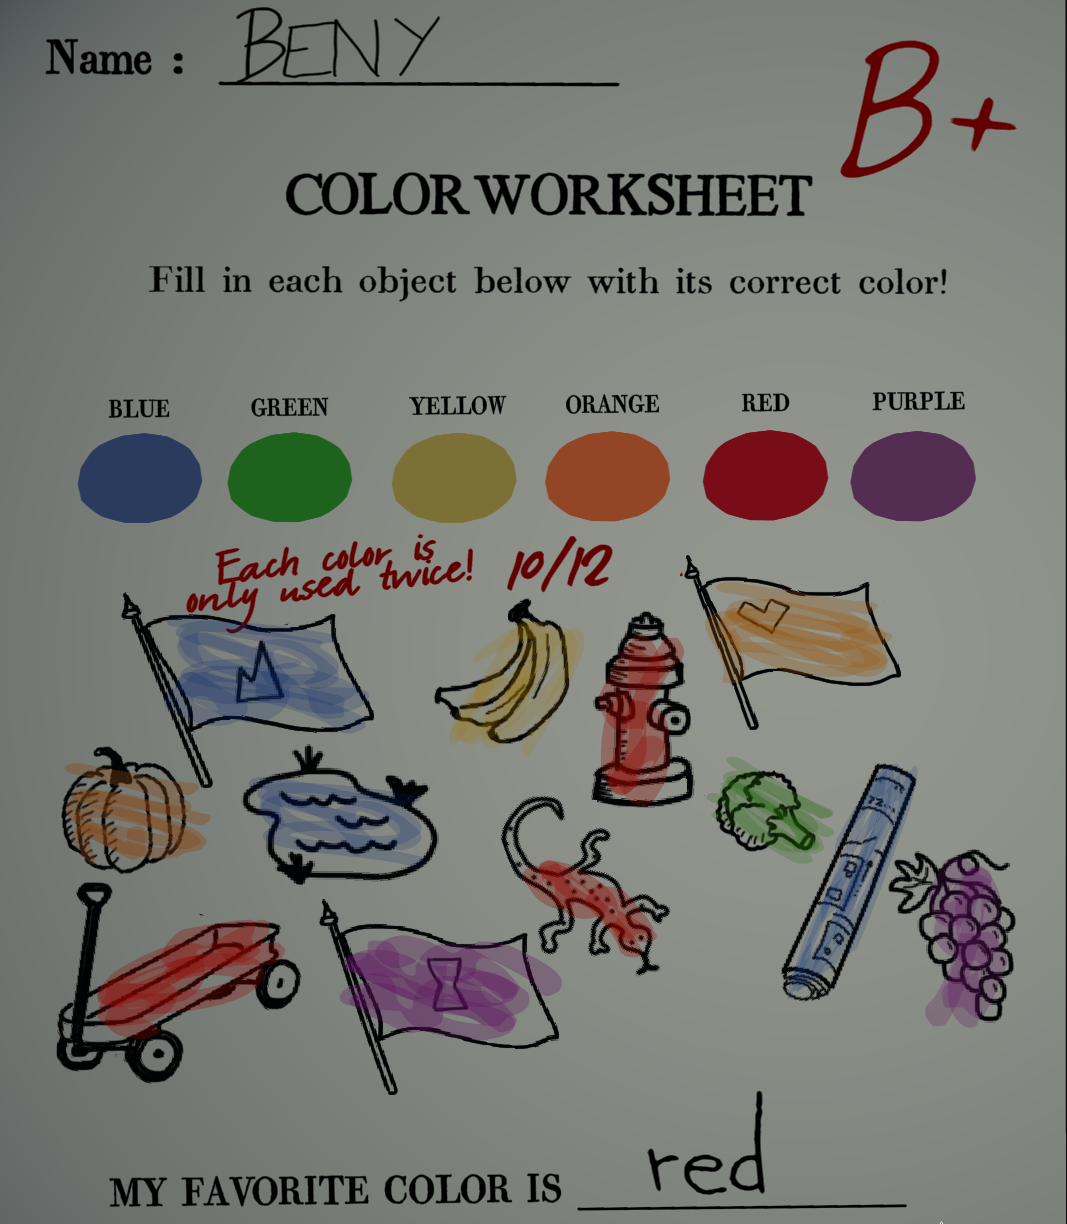 Name : BENY
B+
COLOR WORKSHEET
Fill in each object below with its correct color!
BLUE GREEN YELLOW ORANGE RED PURPLE
Each color is
only used twice! 10/12
72...
MY FAVORITE COLOR IS red